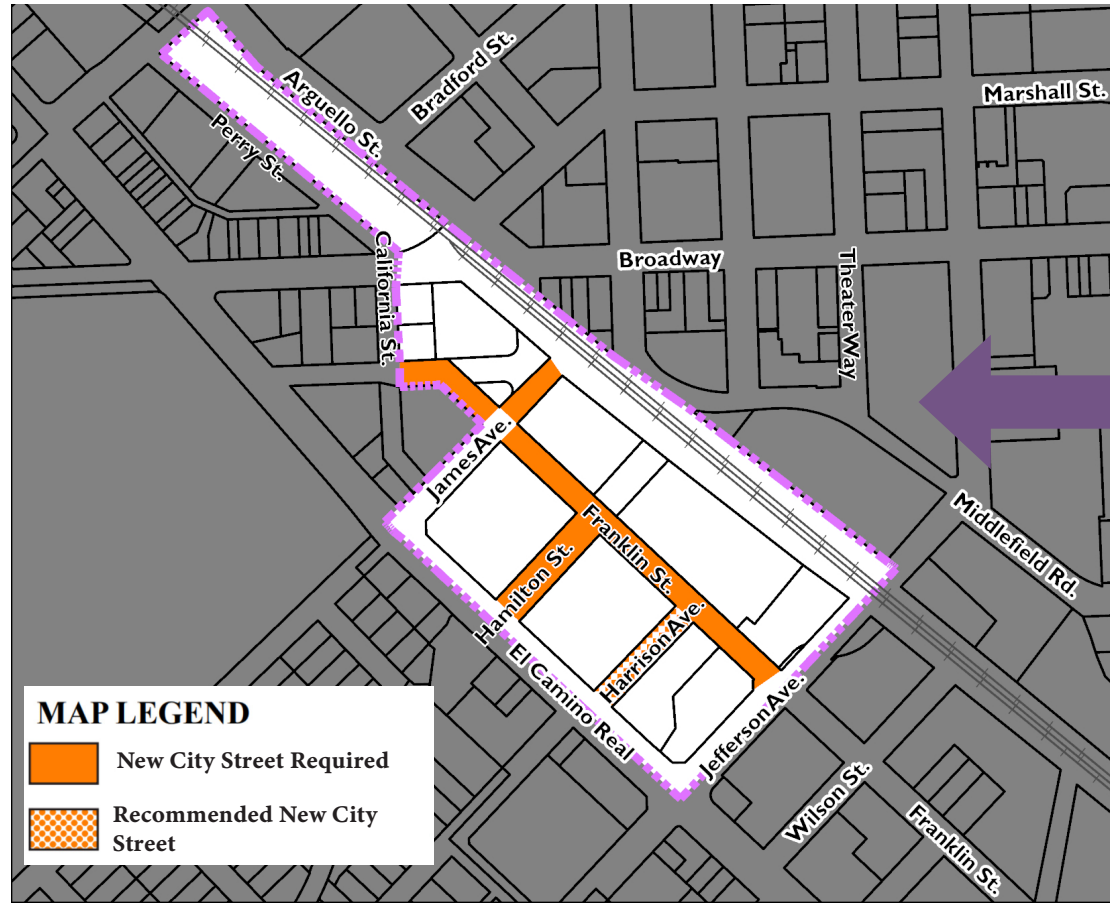 Arguello St.
Bradford St.
Marshall St.
Perry St.
California St.
Broadway
Theater Way
James Ave.
Franklin St.
Middlefield Rd.
Hamilton St.
Harrison Ave.
El Camino Real
Jefferson Ave.
Wilson St.
Franklin St.
MAP LEGEND
New City Street Required
Recommended New City
Street